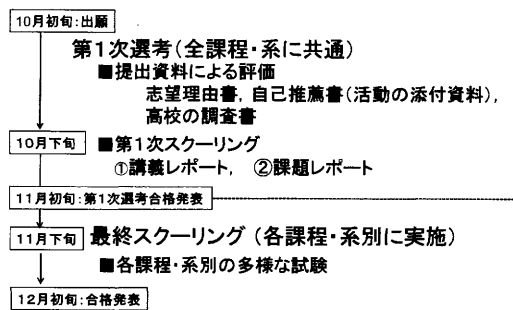 10月初旬:出願
第1次選考(全課程・系に共通)
■提出資料による評価
志望理由書,自己推薦書(活動の添付資料),
高校の調査書
10月下旬
■第1次スクーリング
①講義レポート, ②課題レポート
11月初旬:第1次選考合格発表
11月下旬
最終スクーリング(各課程・系別に実施)
■各課程・系別の多様な試験
12月初旬:合格発表